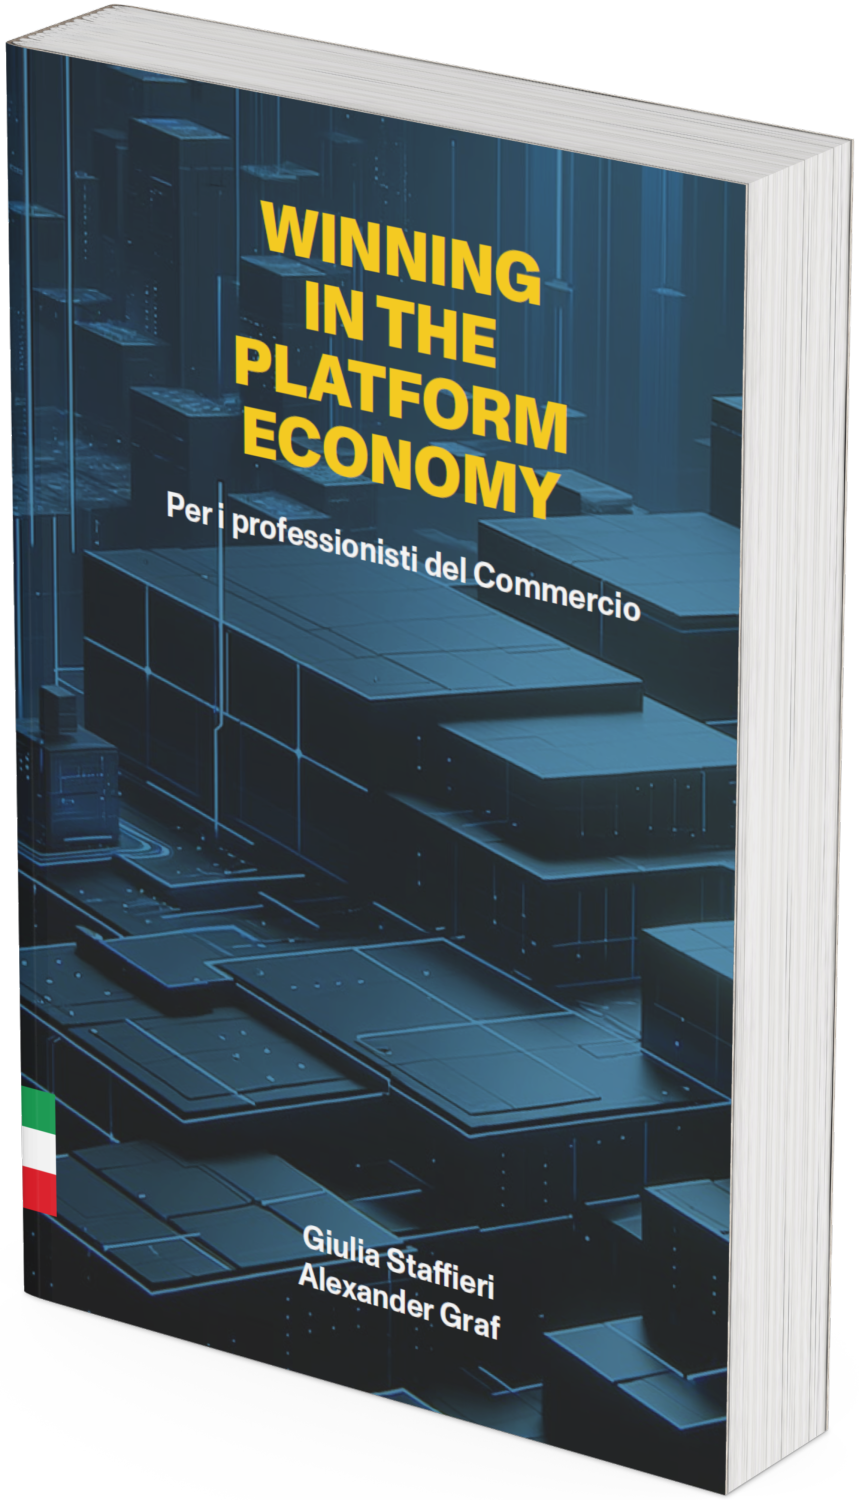 WINNING
IN THE
PLATFORM
ECONOMY
Per i professionisti del Commercio
Giulia Staffieri
Alexander Graf